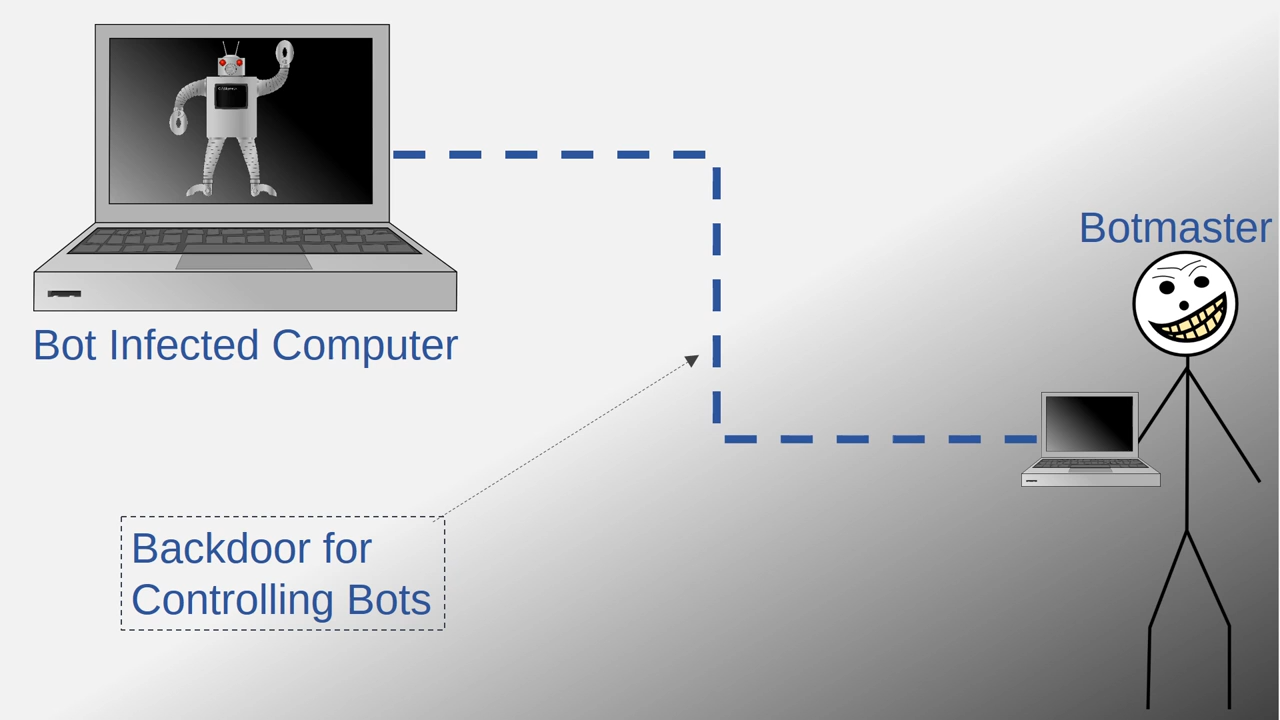 Botmaster
Bot Infected Computer
Backdoor for
Controlling Bots